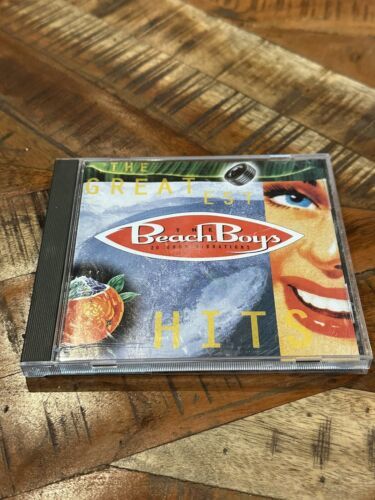 THE
GREAT
EST
THE
Beach Boys
20 GOOD VIBRATIONS
HITS